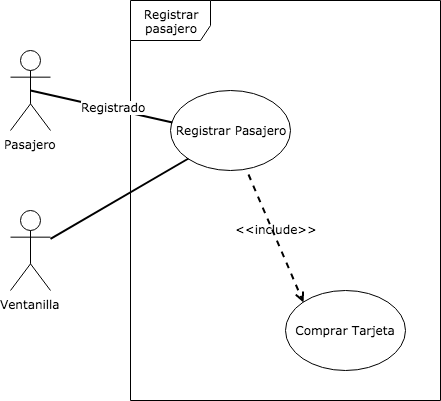 Registrar
pasajero
Registrado
Registrar Pasajero
Pasajero
<<include>>
Ventanilla
Comprar Tarjeta